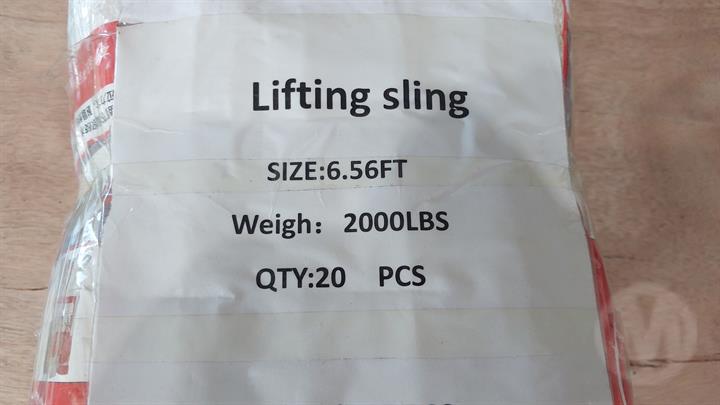 Lifting sling
SIZE:6.56FT
Weigh: 2000LBS
QTY:20 PCS